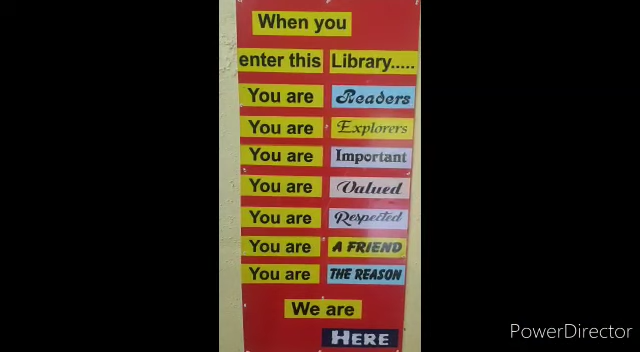 When you
enter this Library.....
You are Readers
You are Explorers
You are Important
You are Valued
You are Respected
You are A FRIEND
You are THE REASON
We are
HERE
PowerDirector